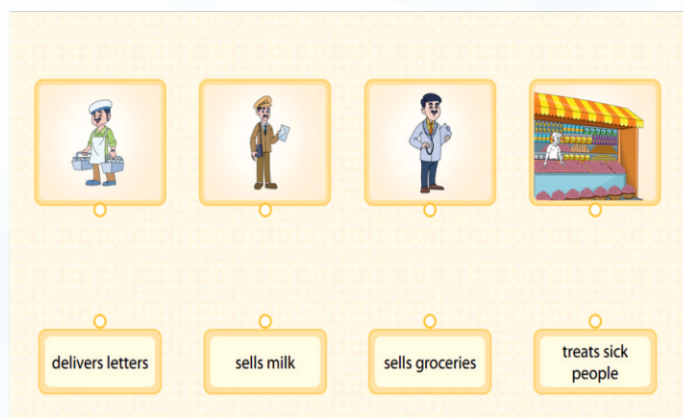 delivers letters
sells milk
sells groceries
treats sick
people